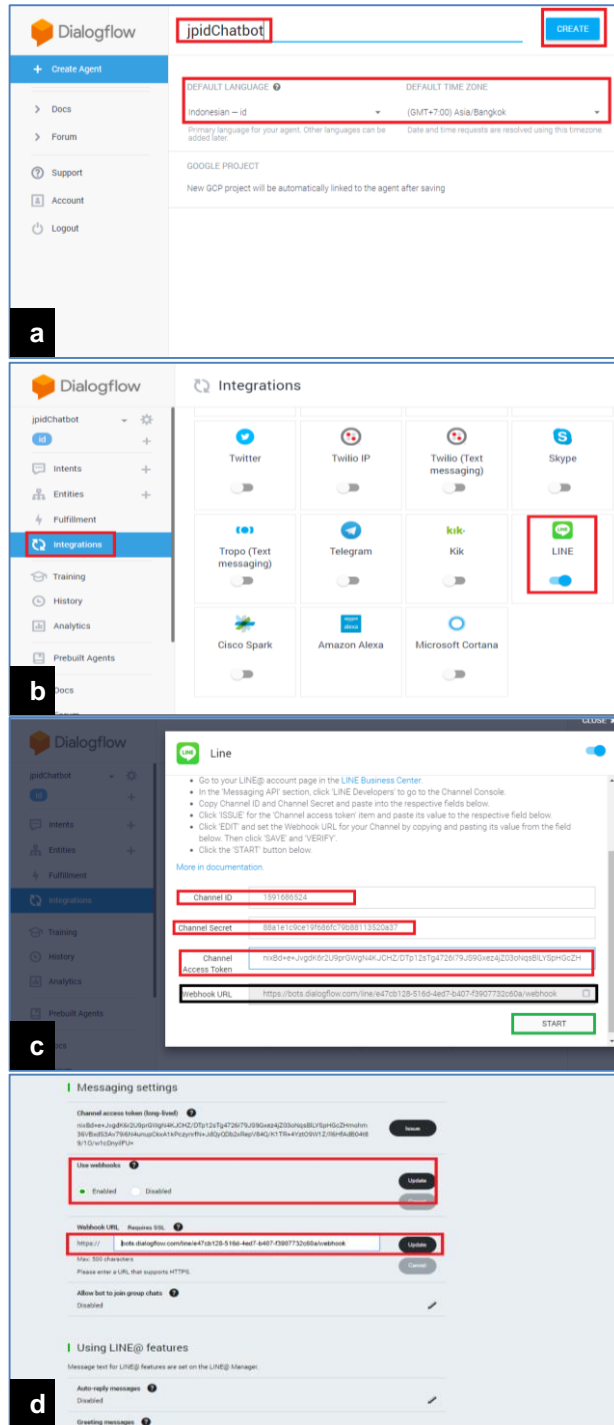 Dialogflow
jpidChatbot
CREATE
+ Create Agent
DEFAULT LANGUAGE
DEFAULT TIME ZONE
Indonesian — id
(GMT+7:00) Asia/Bangkok
Primary language for your agent. Other languages can be added later.
Date and time requests are resolved using this timezone.
Docs
Forum
GOOGLE PROJECT
New GCP project will be automatically linked to the agent after saving
Support
Account
Logout
a
Dialogflow
Integrations
jpidChatbot
id
Intents
Entities
Fulfillment
Integrations
Training
History
Analytics
Prebuilt Agents
Docs
Twitter
Twilio IP
Twilio (Text
messaging)
Skype
Tropo (Text
messaging)
Telegram
kik
Kik
LINE
LINE
Cisco Spark
Amazon Alexa
Microsoft Cortana
b
Dialogflow
CLOSE
jpidChatbot
id
Intents
Entities
Fulfillment
Integrations
Training
History
Analytics
Prebuilt Agents
Docs
LINE
Line
• Go to your LINE@ account page in the LINE Business Center.
• In the 'Messaging API' section, click 'LINE Developers' to go to the Channel Console.
• Copy Channel ID and Channel Secret and paste into the respective fields below.
• Click 'ISSUE' for the 'Channel access token' item and paste its value to the respective field below.
• Click 'EDIT' and set the Webhook URL for your Channel by copying and pasting its value from the field
below. Then click 'SAVE' and 'VERIFY'.
• Click the 'START' button below.
More in documentation.
Channel ID
1591686524
Channel Secret
88a1e1c9ce19f686fc79b88113520a37
Channel
Access Token
Webhook URL
https://bots.dialogflow.com/line/e47cb128-516d-4ed7-b407-f3907732c60a/webhook
START
c
Messaging settings
Channel access token (long-lived)
Issue
Use webhooks
Enabled
Disabled
Update
Cancel
Webhook URL Requires SSL
https://
bots.dialogflow.com/line/e47cb128-516d-4ed7-b407-f3907732c60a/webhook
Update
Max: 500 characters
Please enter a URL that supports HTTPS.
Cancel
Allow bot to join group chats
Disabled
Using LINE@ features
Message text for LINE@ features are set on the LINE@ Manager.
Auto-reply messages
Disabled
Greeting messages
d